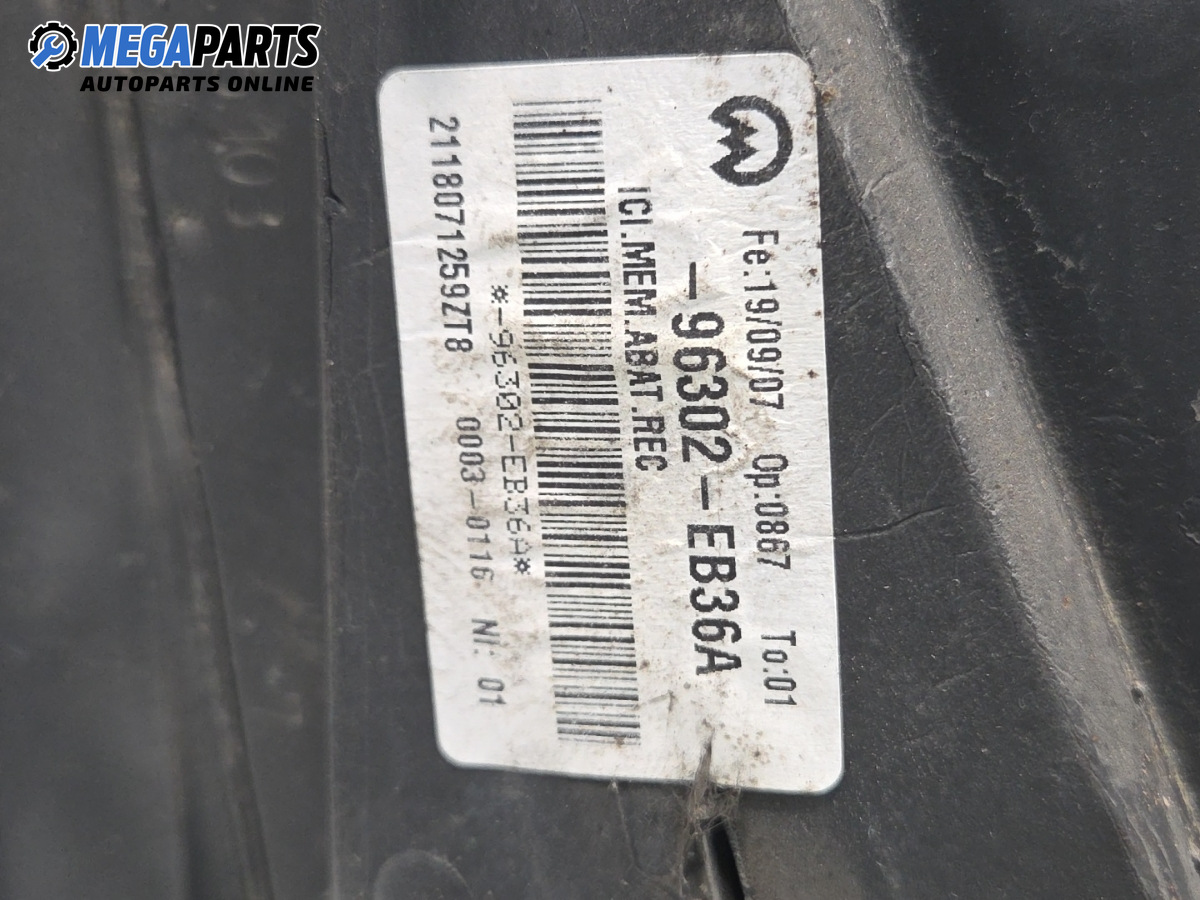 MEGAPARTS
AUTOPARTS ONLINE
Fe:19/09/07 Op:0867 To:01
-96302-EB36A
ICI.MEM.ABAT.REC
*-96302-EB36A*
2118071259ZT8 0003-0116 NI: 01